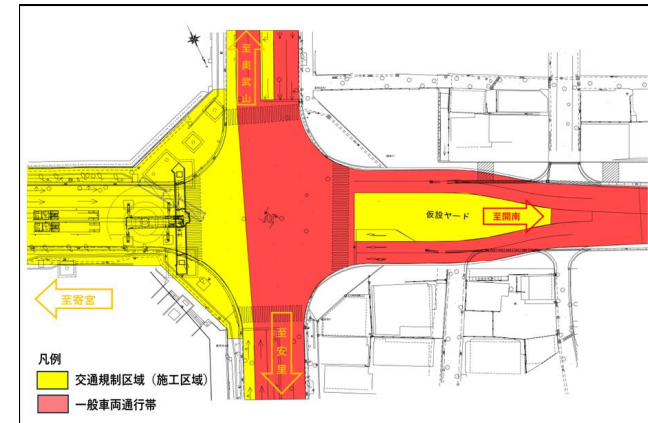 至奥武山
仮設ヤード
至開南
至寄宮
至安里
凡例
交通規制区域（施工区域）
一般車両通行帯